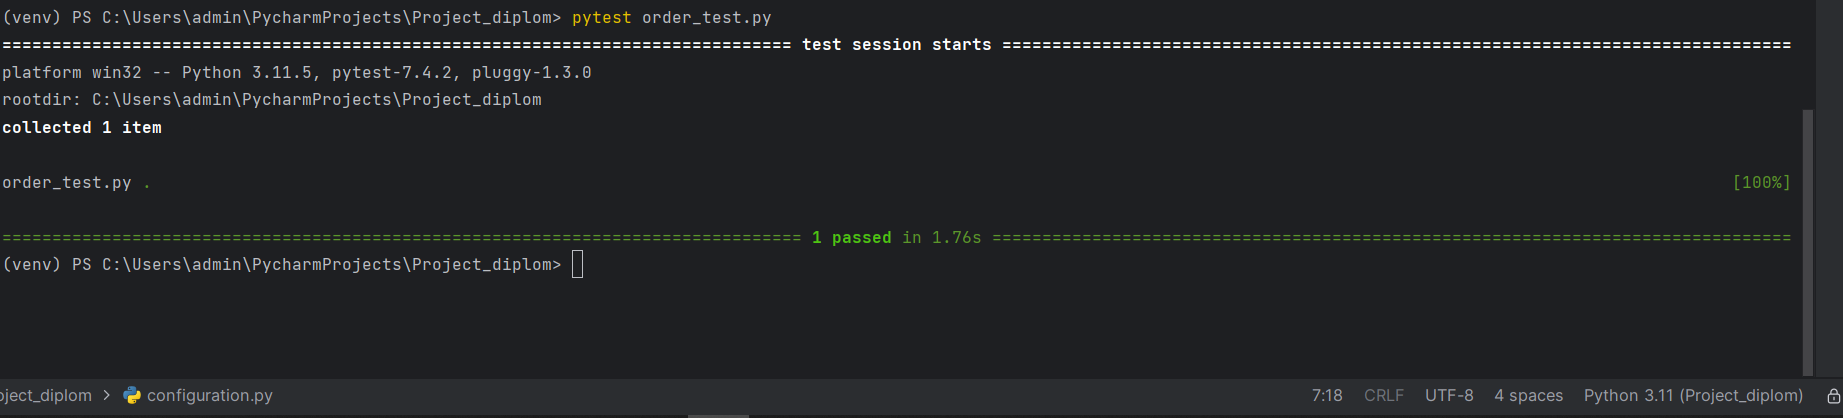 (venv) PS C:\Users\admin\PycharmProjects\Project_diplom> pytest order_test.py
=============================================================================== test session starts ===============================================================================
platform win32 -- Python 3.11.5, pytest-7.4.2, pluggy-1.3.0
rootdir: C:\Users\admin\PycharmProjects\Project_diplom
collected 1 item
order_test.py . [100%]
================================================================================ 1 passed in 1.76s ================================================================================
(venv) PS C:\Users\admin\PycharmProjects\Project_diplom>
oject_diplom > configuration.py 7:18 CRLF UTF-8 4 spaces Python 3.11 (Project_diplom)